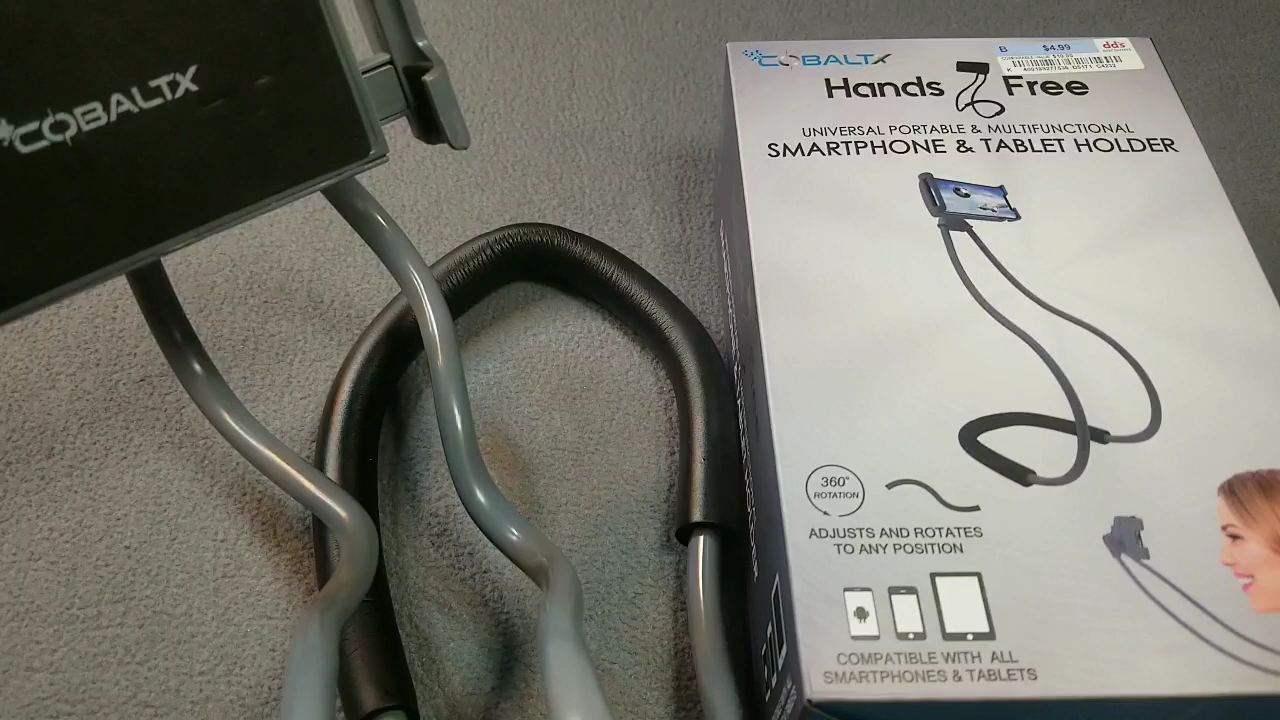 COBALTX
COBALTX
B $4.99 dd's
Hands Free
UNIVERSAL PORTABLE & MULTIFUNCTIONAL
SMARTPHONE & TABLET HOLDER
360°
ROTATION
ADJUSTS AND ROTATES
TO ANY POSITION
COMPATIBLE WITH ALL
SMARTPHONES & TABLETS